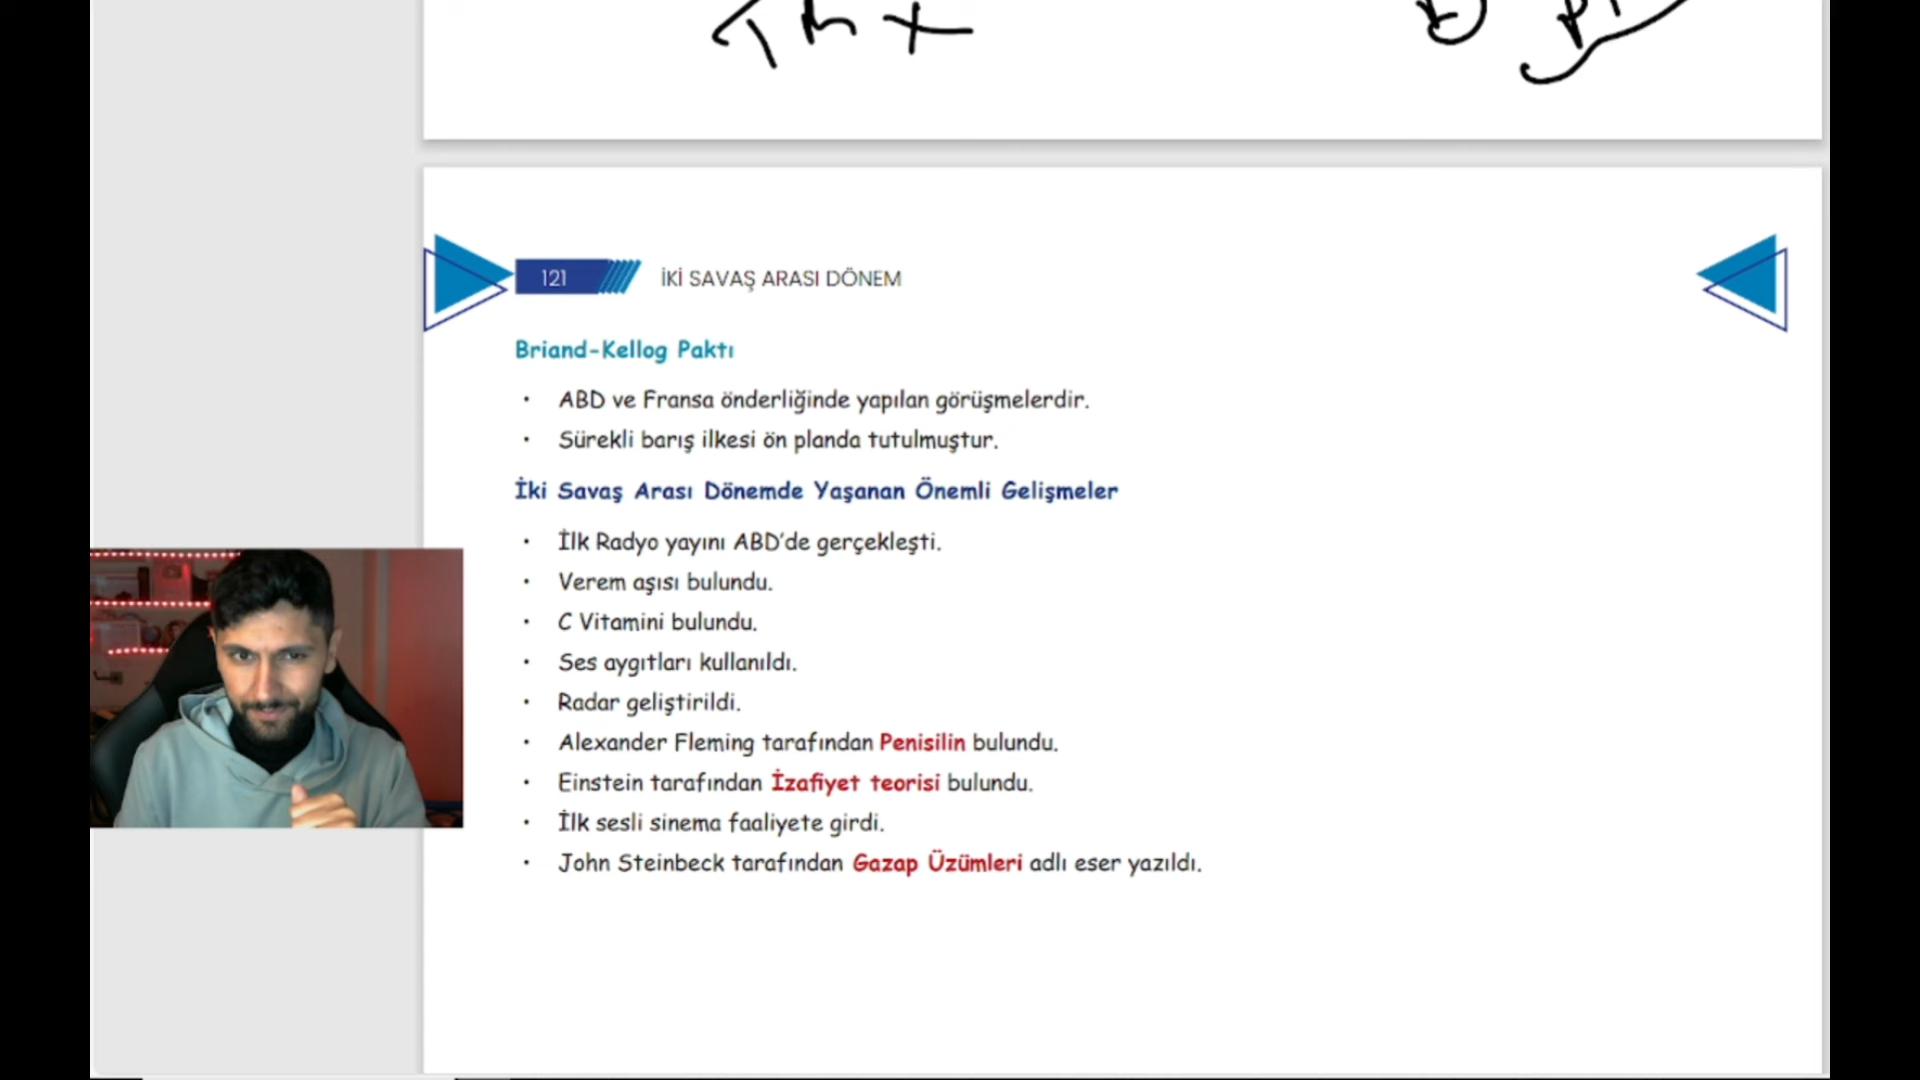 121 İKİ SAVAŞ ARASI DÖNEM
Briand-Kellog Paktı
• ABD ve Fransa önderliğinde yapılan görüşmelerdir.
• Sürekli barış ilkesi ön planda tutulmuştur.
İki Savaş Arası Dönemde Yaşanan Önemli Gelişmeler
• İlk Radyo yayını ABD'de gerçekleşti.
• Verem aşısı bulundu.
• C Vitamini bulundu.
• Ses aygıtları kullanıldı.
• Radar geliştirildi.
• Alexander Fleming tarafından Penisilin bulundu.
• Einstein tarafından İzafiyet teorisi bulundu.
• İlk sesli sinema faaliyete girdi.
• John Steinbeck tarafından Gazap Üzümleri adlı eser yazıldı.